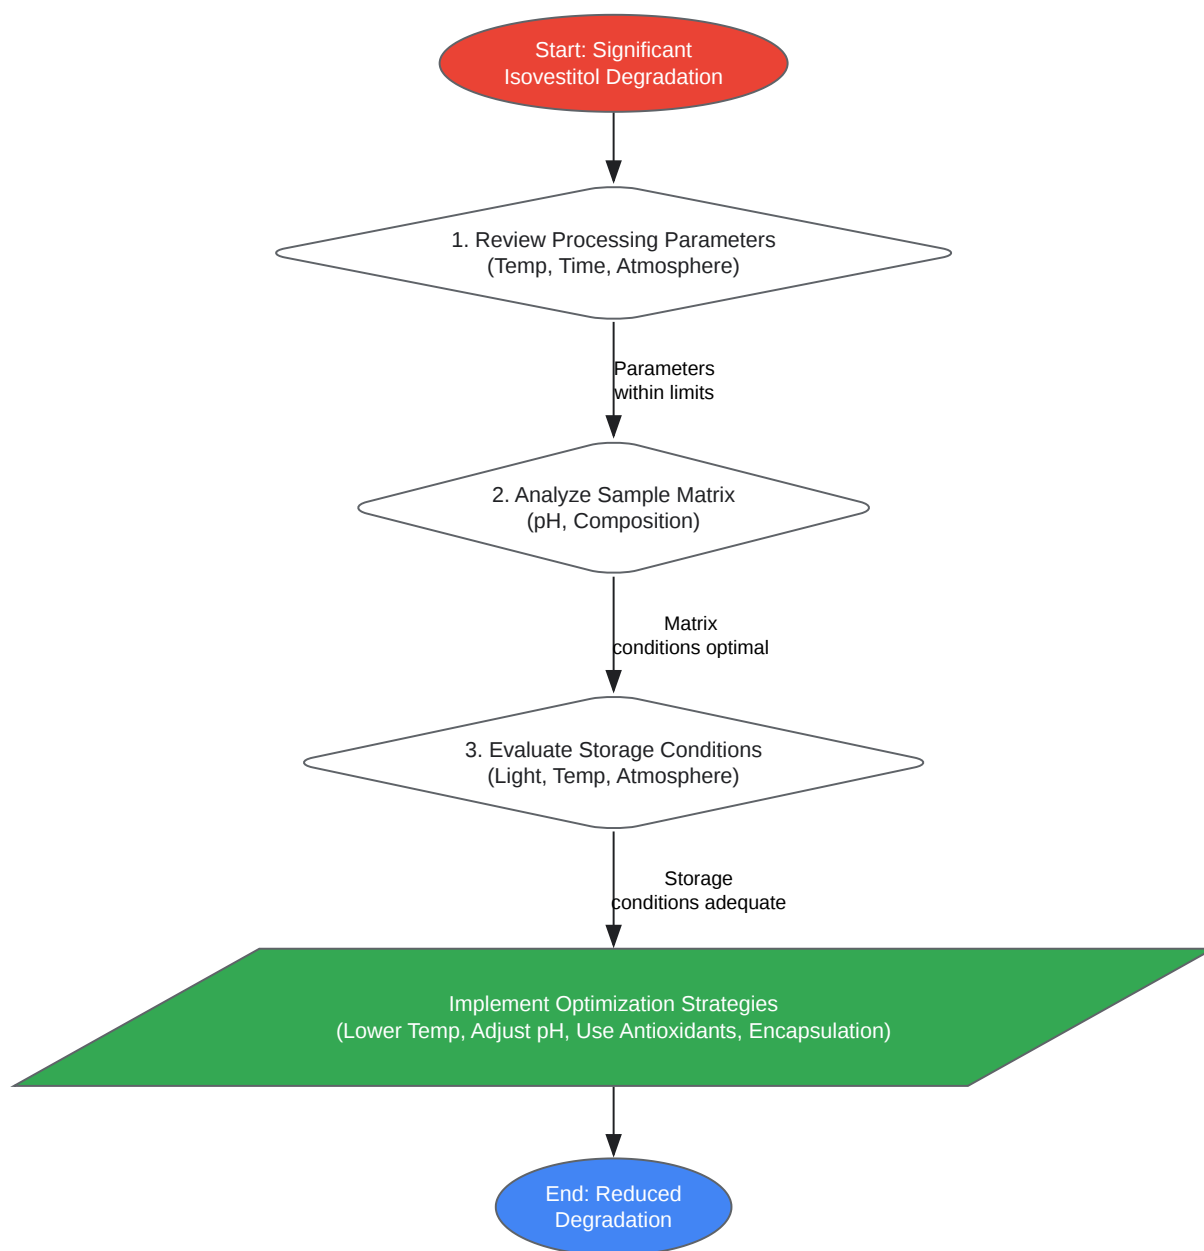 Start: Significant
Isovestitol Degradation
1. Review Processing Parameters
(Temp, Time, Atmosphere)
Parameters
within limits
2. Analyze Sample Matrix
(pH, Composition)
Matrix
conditions optimal
3. Evaluate Storage Conditions
(Light, Temp, Atmosphere)
Storage
conditions adequate
Implement Optimization Strategies
(Lower Temp, Adjust pH, Use Antioxidants, Encapsulation)
End: Reduced
Degradation